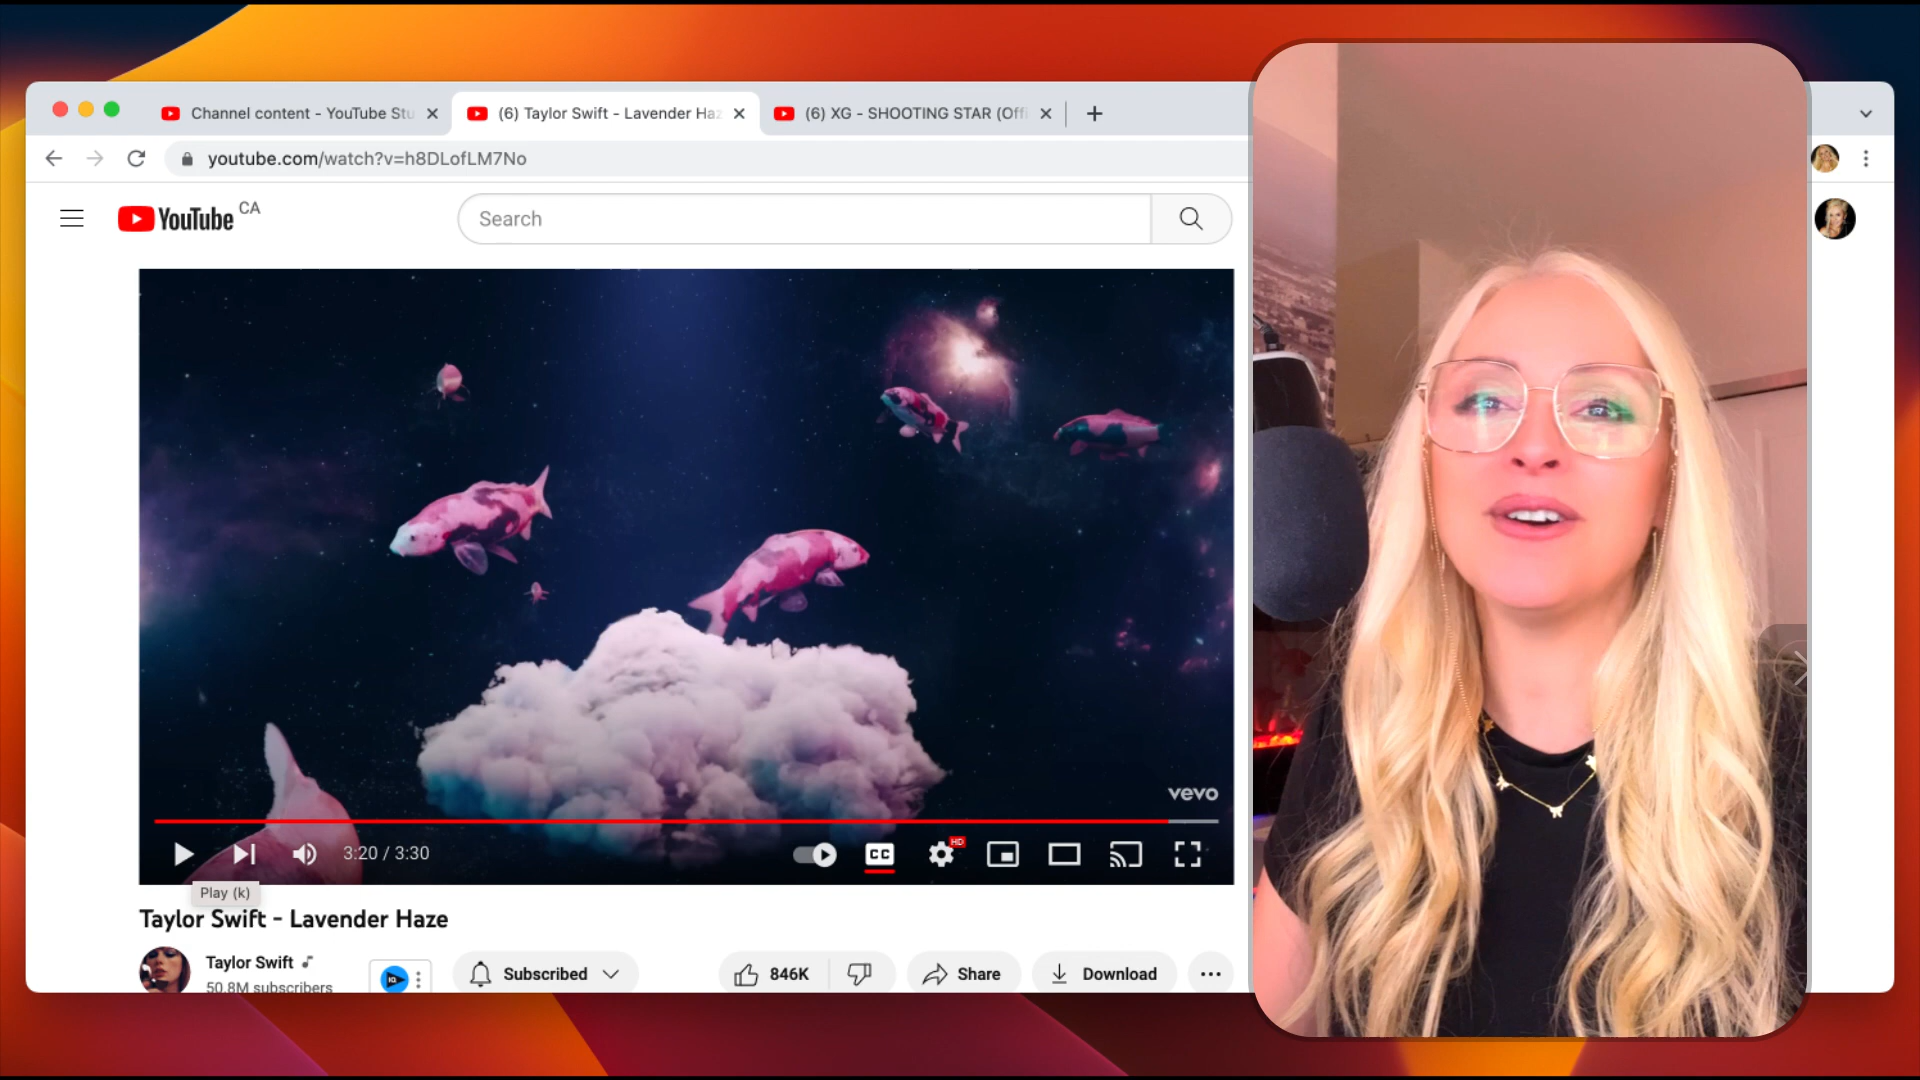 Channel content - YouTube Stu
(6) Taylor Swift - Lavender Haz
(6) XG - SHOOTING STAR (Offi
youtube.com/watch?v=h8DLofLM7No
YouTube CA
Search
vevo
3:20 / 3:30
CC
HD
Play (k)
Taylor Swift - Lavender Haze
Taylor Swift
50.8M subscribers
Subscribed
846K
Share
Download